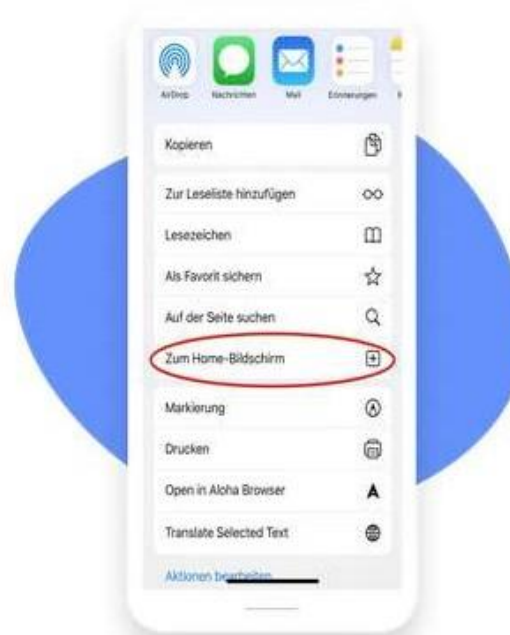 AirDrop Nachrichten Mail Erinnerungen
Kopieren
Zur Leseliste hinzufügen
Lesezeichen
Als Favorit sichern
Auf der Seite suchen
Zum Home-Bildschirm
Markierung
Drucken
Open in Aloha Browser
Translate Selected Text
Aktionen bearbeiten